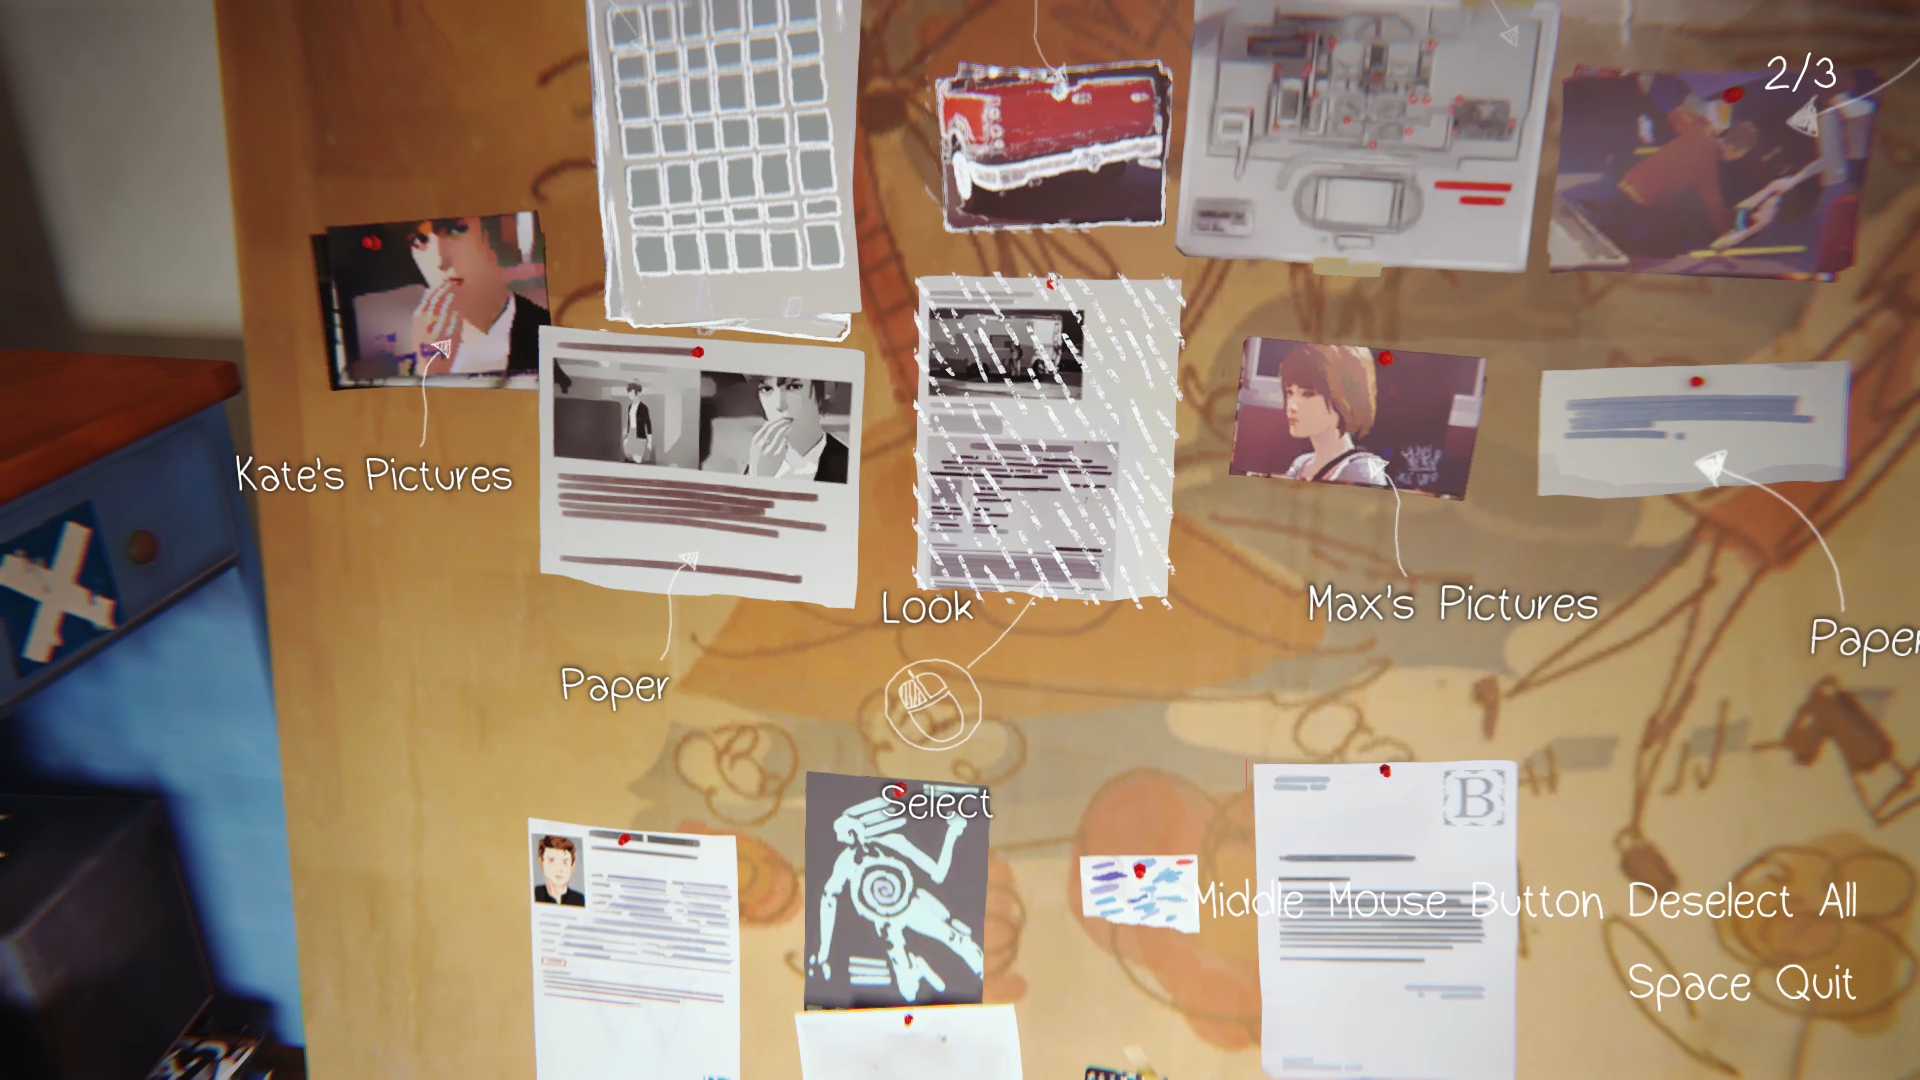 2/3
Kate's Pictures
Look
Max's Pictures
Paper
Paper
Select
B
Middle Mouse Button Deselect All
Space Quit